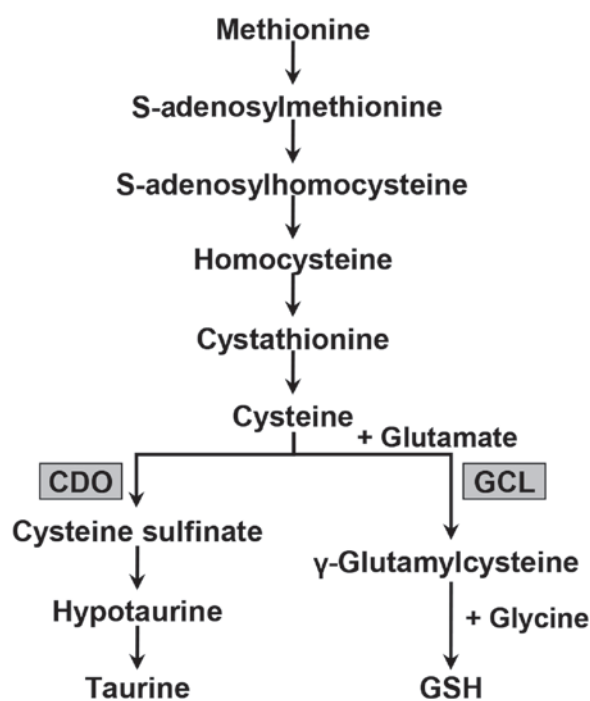 Methionine
S-adenosylmethionine
S-adenosylhomocysteine
Homocysteine
Cystathionine
Cysteine
+ Glutamate
CDO
GCL
Cysteine sulfinate
γ-Glutamylcysteine
Hypotaurine
+ Glycine
Taurine
GSH